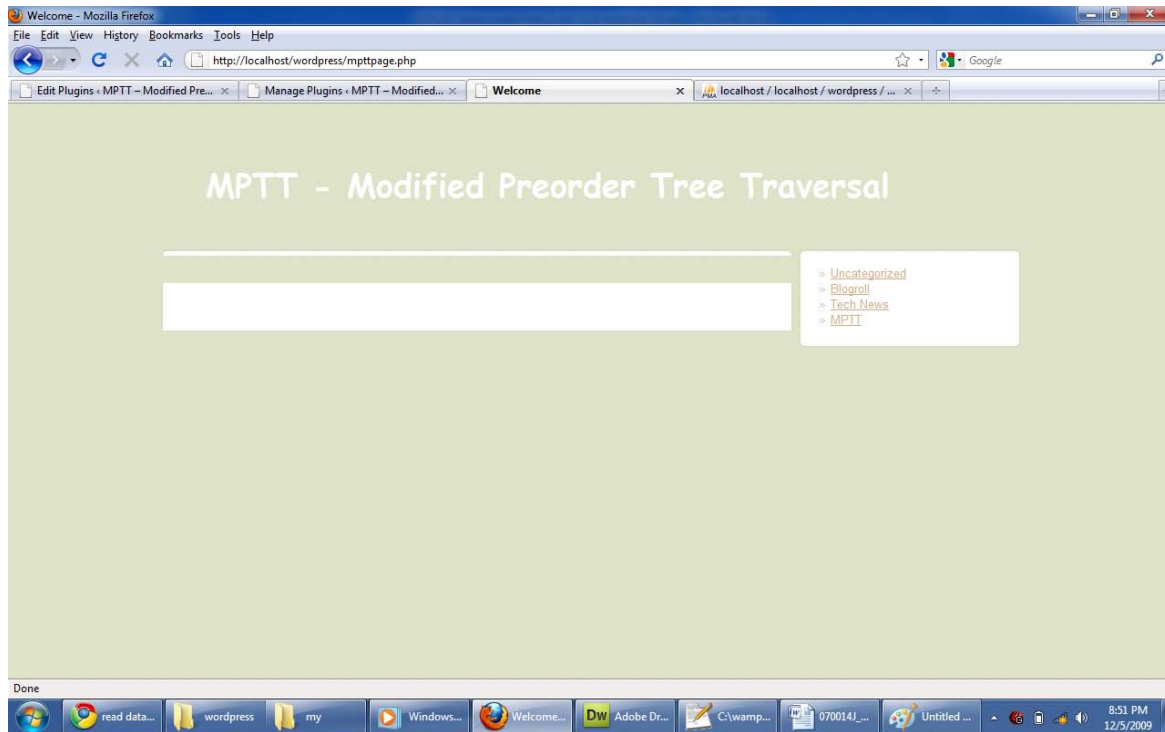 Welcome - Mozilla Firefox
File Edit View History Bookmarks Tools Help
http://localhost/wordpress/mpttpage.php
Google
Edit Plugins ‹ MPTT – Modified Pre...
Manage Plugins ‹ MPTT – Modified...
Welcome
localhost / localhost / wordpress / ...
MPTT - Modified Preorder Tree Traversal
» Uncategorized
» Blogroll
» Tech News
» MPTT
Done
read data...
wordpress
my
Windows...
Welcome...
Dw Adobe Dr...
C:\wamp...
070014J_...
Untitled ...
8:51 PM
12/5/2009